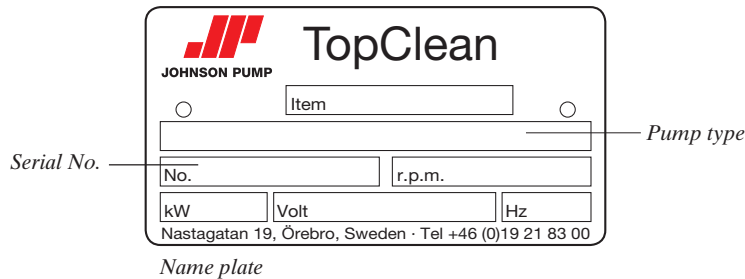 TopClean
JOHNSON PUMP
Item
Pump type
Serial No.
No. r.p.m.
kW Volt Hz
Nastagatan 19, Örebro, Sweden · Tel +46 (0)19 21 83 00
Name plate